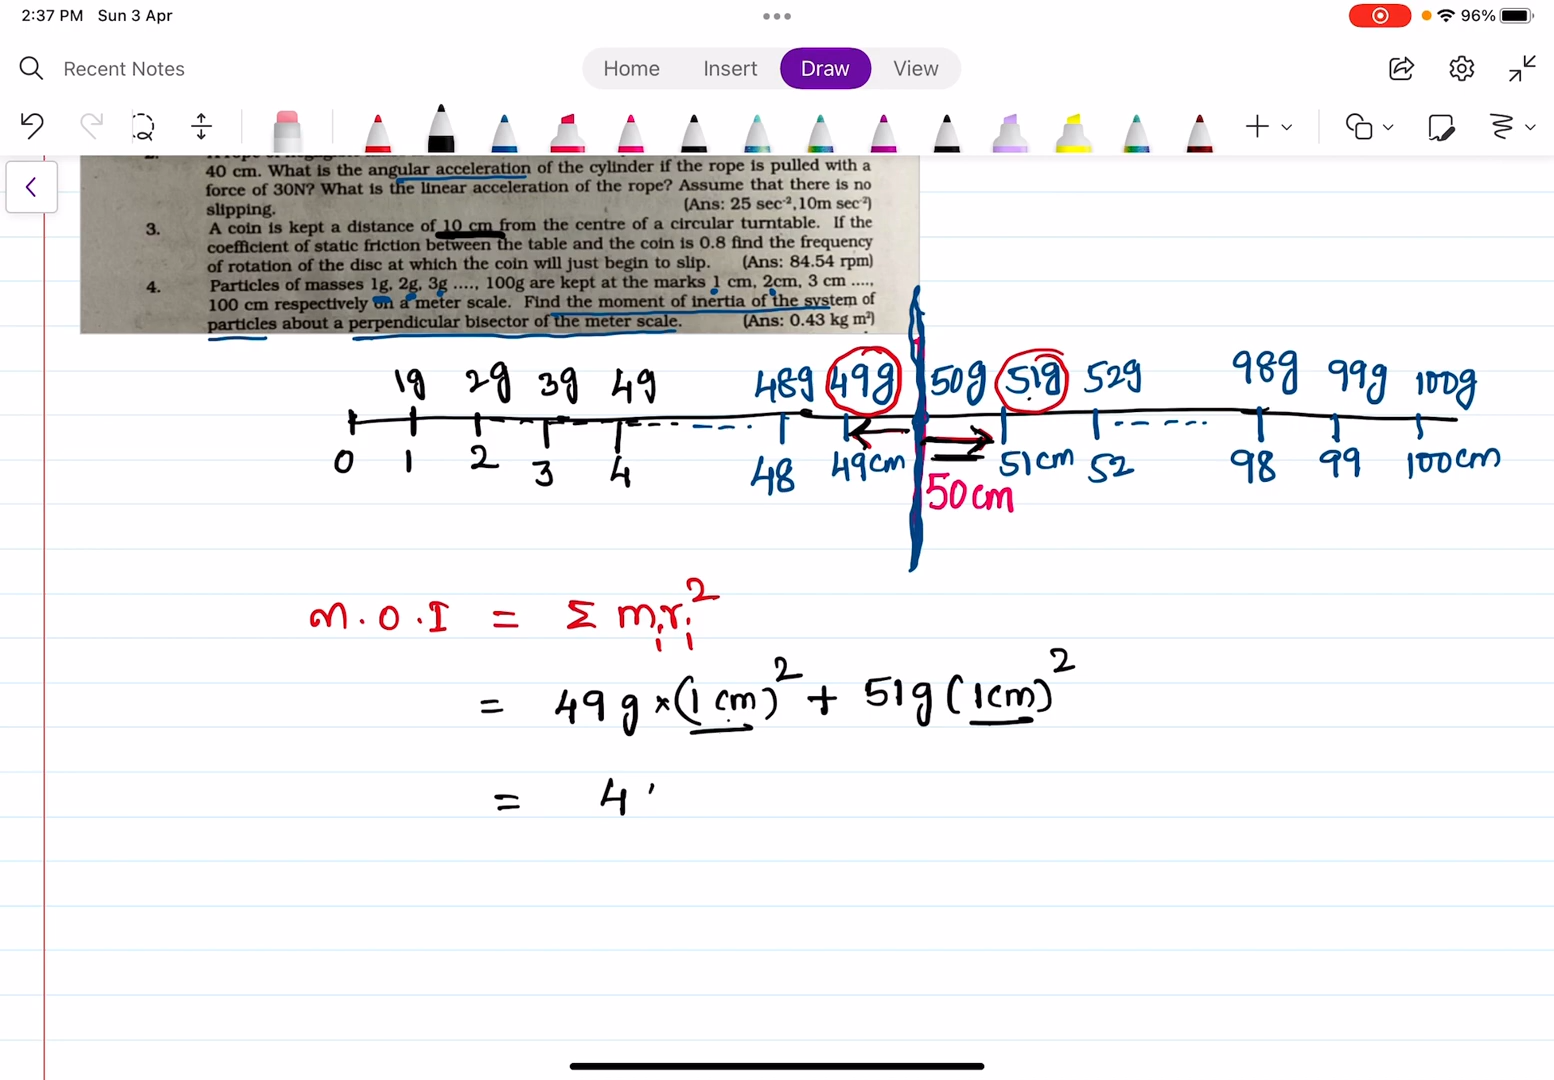 2:37 PM Sun 3 Apr
96%
Recent Notes
Home Insert Draw View
40 cm. What is the angular acceleration of the cylinder if the rope is pulled with a
force of 30N? What is the linear acceleration of the rope? Assume that there is no
slipping. (Ans: 25 sec⁻²,10m sec⁻²)
3. A coin is kept a distance of 10 cm from the centre of a circular turntable. If the
coefficient of static friction between the table and the coin is 0.8 find the frequency
of rotation of the disc at which the coin will just begin to slip. (Ans: 84.54 rpm)
4. Particles of masses 1g, 2g, 3g ...., 100g are kept at the marks 1 cm, 2cm, 3 cm ....,
100 cm respectively on a meter scale. Find the moment of inertia of the system of
particles about a perpendicular bisector of the meter scale. (Ans: 0.43 kg m²)
1g 2g 3g 4g 48g 49g 50g 51g 52g 98g 99g 100g
0 1 2 3 4 48 49cm 51cm 52 98 99 100cm
50cm
M.O.I = Σ mᵢrᵢ²
= 49g×(1cm)² + 51g(1cm)²
= 4